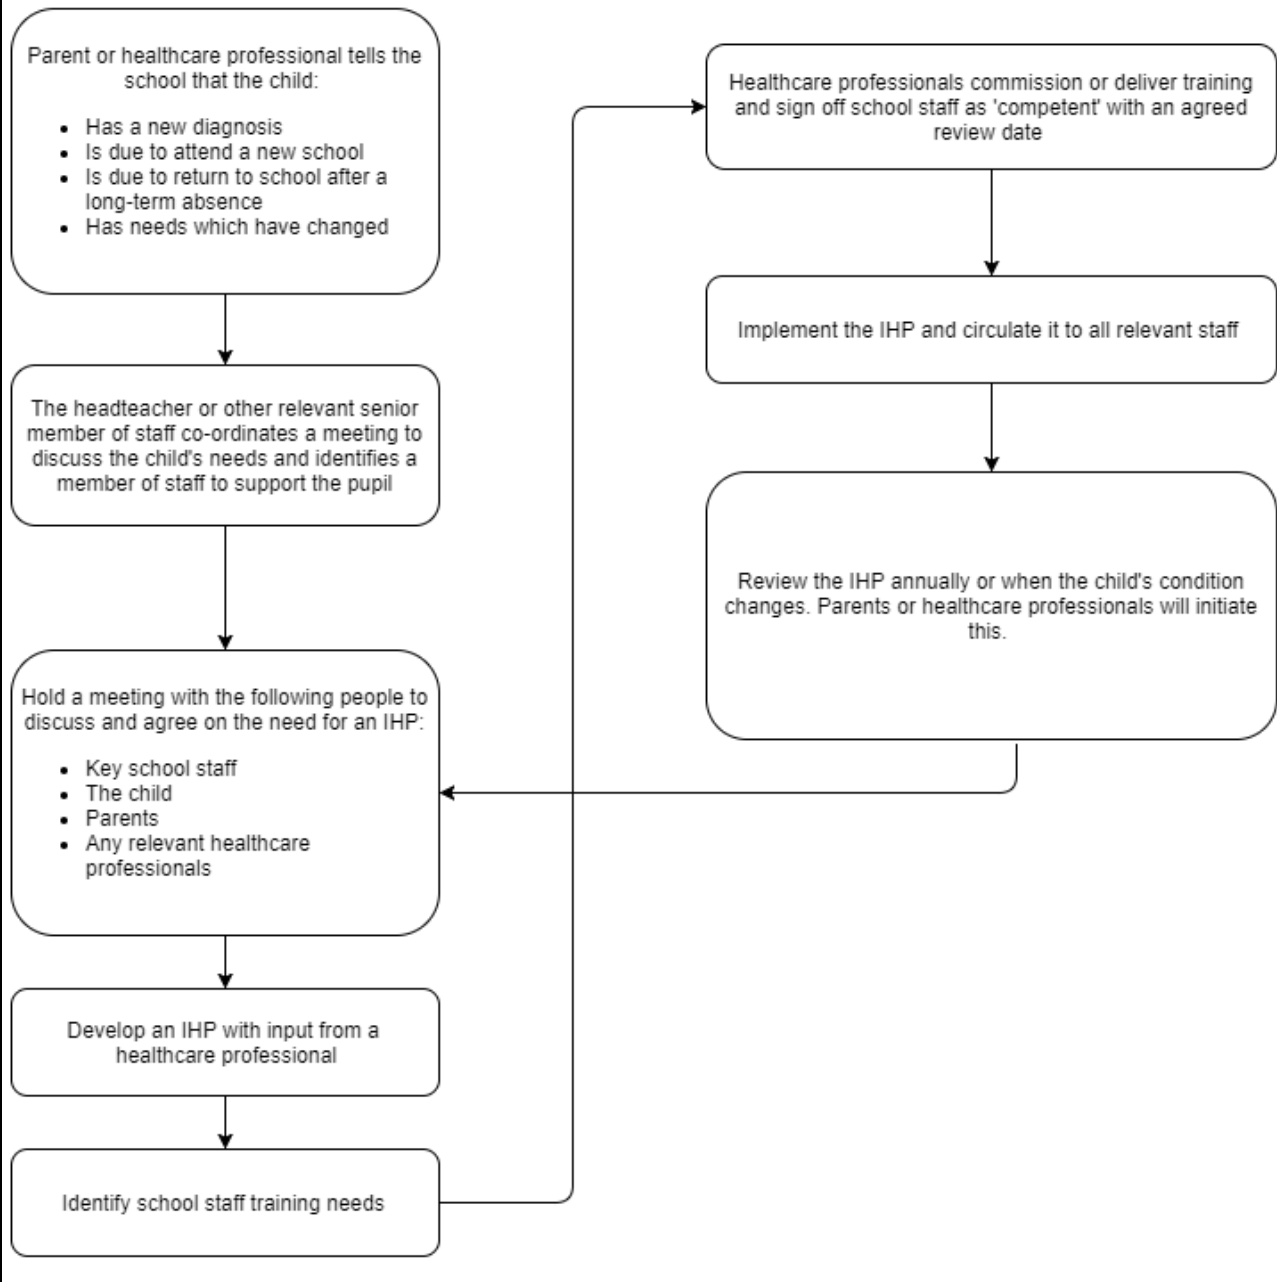 Parent or healthcare professional tells the
school that the child:
• Has a new diagnosis
• Is due to attend a new school
• Is due to return to school after a
long-term absence
• Has needs which have changed
The headteacher or other relevant senior
member of staff co-ordinates a meeting to
discuss the child's needs and identifies a
member of staff to support the pupil
Hold a meeting with the following people to
discuss and agree on the need for an IHP:
• Key school staff
• The child
• Parents
• Any relevant healthcare
professionals
Develop an IHP with input from a
healthcare professional
Identify school staff training needs
Healthcare professionals commission or deliver training
and sign off school staff as 'competent' with an agreed
review date
Implement the IHP and circulate it to all relevant staff
Review the IHP annually or when the child's condition
changes. Parents or healthcare professionals will initiate
this.